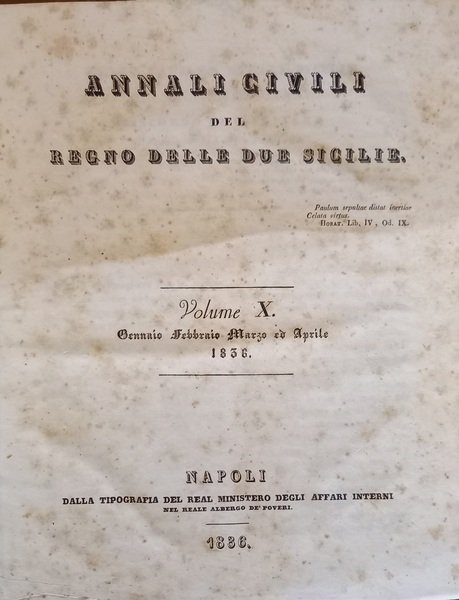 ANNALI CIVILI
DEL
REGNO DELLE DUE SICILIE.
Paulum sepultae distat inertiae
Celata virtus.
HORAT. Lib, IV, Od. IX.
Volume X.
Gennaio Febbraio Marzo ed Aprile
1836.
NAPOLI
DALLA TIPOGRAFIA DEL REAL MINISTERO DEGLI AFFARI INTERNI
NEL REALE ALBERGO DE' POVERI.
1836.